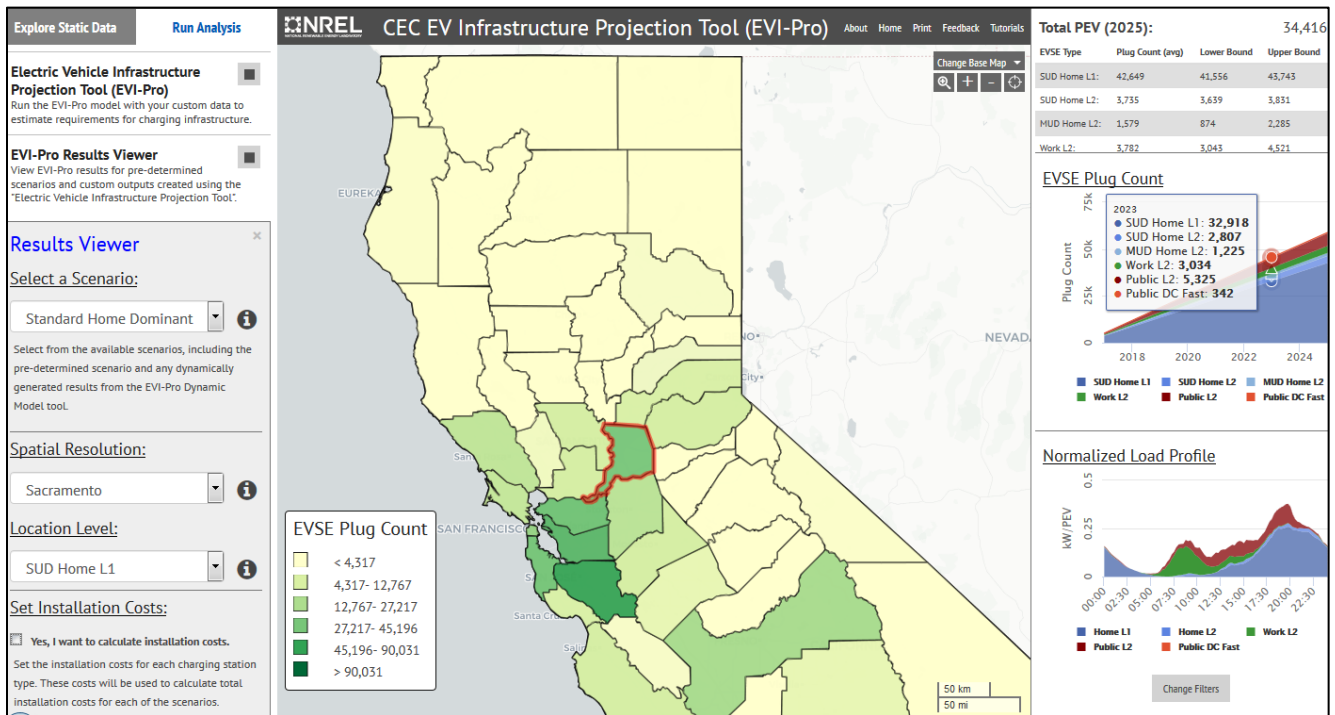 Explore Static Data
Run Analysis
Electric Vehicle Infrastructure
Projection Tool (EVI-Pro)
Run the EVI-Pro model with your custom data to
estimate requirements for charging infrastructure.
EVI-Pro Results Viewer
View EVI-Pro results for pre-determined
scenarios and custom outputs created using the
"Electric Vehicle Infrastructure Projection Tool".
Results Viewer
×
Select a Scenario:
Standard Home Dominant
Select from the available scenarios, including the
pre-determined scenario and any dynamically
generated results from the EVI-Pro Dynamic
Model tool.
Spatial Resolution:
Sacramento
Location Level:
SUD Home L1
Set Installation Costs:
Yes, I want to calculate installation costs.
Set the installation costs for each charging station
type. These costs will be used to calculate total
installation costs for each of the scenarios.
NREL
NATIONAL RENEWABLE ENERGY LABORATORY
CEC EV Infrastructure Projection Tool (EVI-Pro)
About Home Print Feedback Tutorials
Change Base Map
+ -
EUREKA
NO
NEVAD
City
San
SAN FRANCISC
Santa Cru
Salin
EVSE Plug Count
< 4,317
4,317- 12,767
12,767- 27,217
27,217- 45,196
45,196- 90,031
> 90,031
50 km
50 mi
Total PEV (2025): 34,416
EVSE Type Plug Count (avg) Lower Bound Upper Bound
SUD Home L1: 42,649 41,556 43,743
SUD Home L2: 3,735 3,639 3,831
MUD Home L2: 1,579 874 2,285
Work L2: 3,782 3,043 4,521
EVSE Plug Count
Plug Count
75k
50k
25k
0
2023
SUD Home L1: 32,918
SUD Home L2: 2,807
MUD Home L2: 1,225
Work L2: 3,034
Public L2: 5,325
Public DC Fast: 342
2018 2020 2022 2024
SUD Home L1 SUD Home L2 MUD Home L2
Work L2 Public L2 Public DC Fast
Normalized Load Profile
kW/PEV
0.5
0.25
0
00:00 02:30 05:00 07:30 10:00 12:30 15:00 17:30 20:00 22:30
Home L1 Home L2 Work L2
Public L2 Public DC Fast
Change Filters